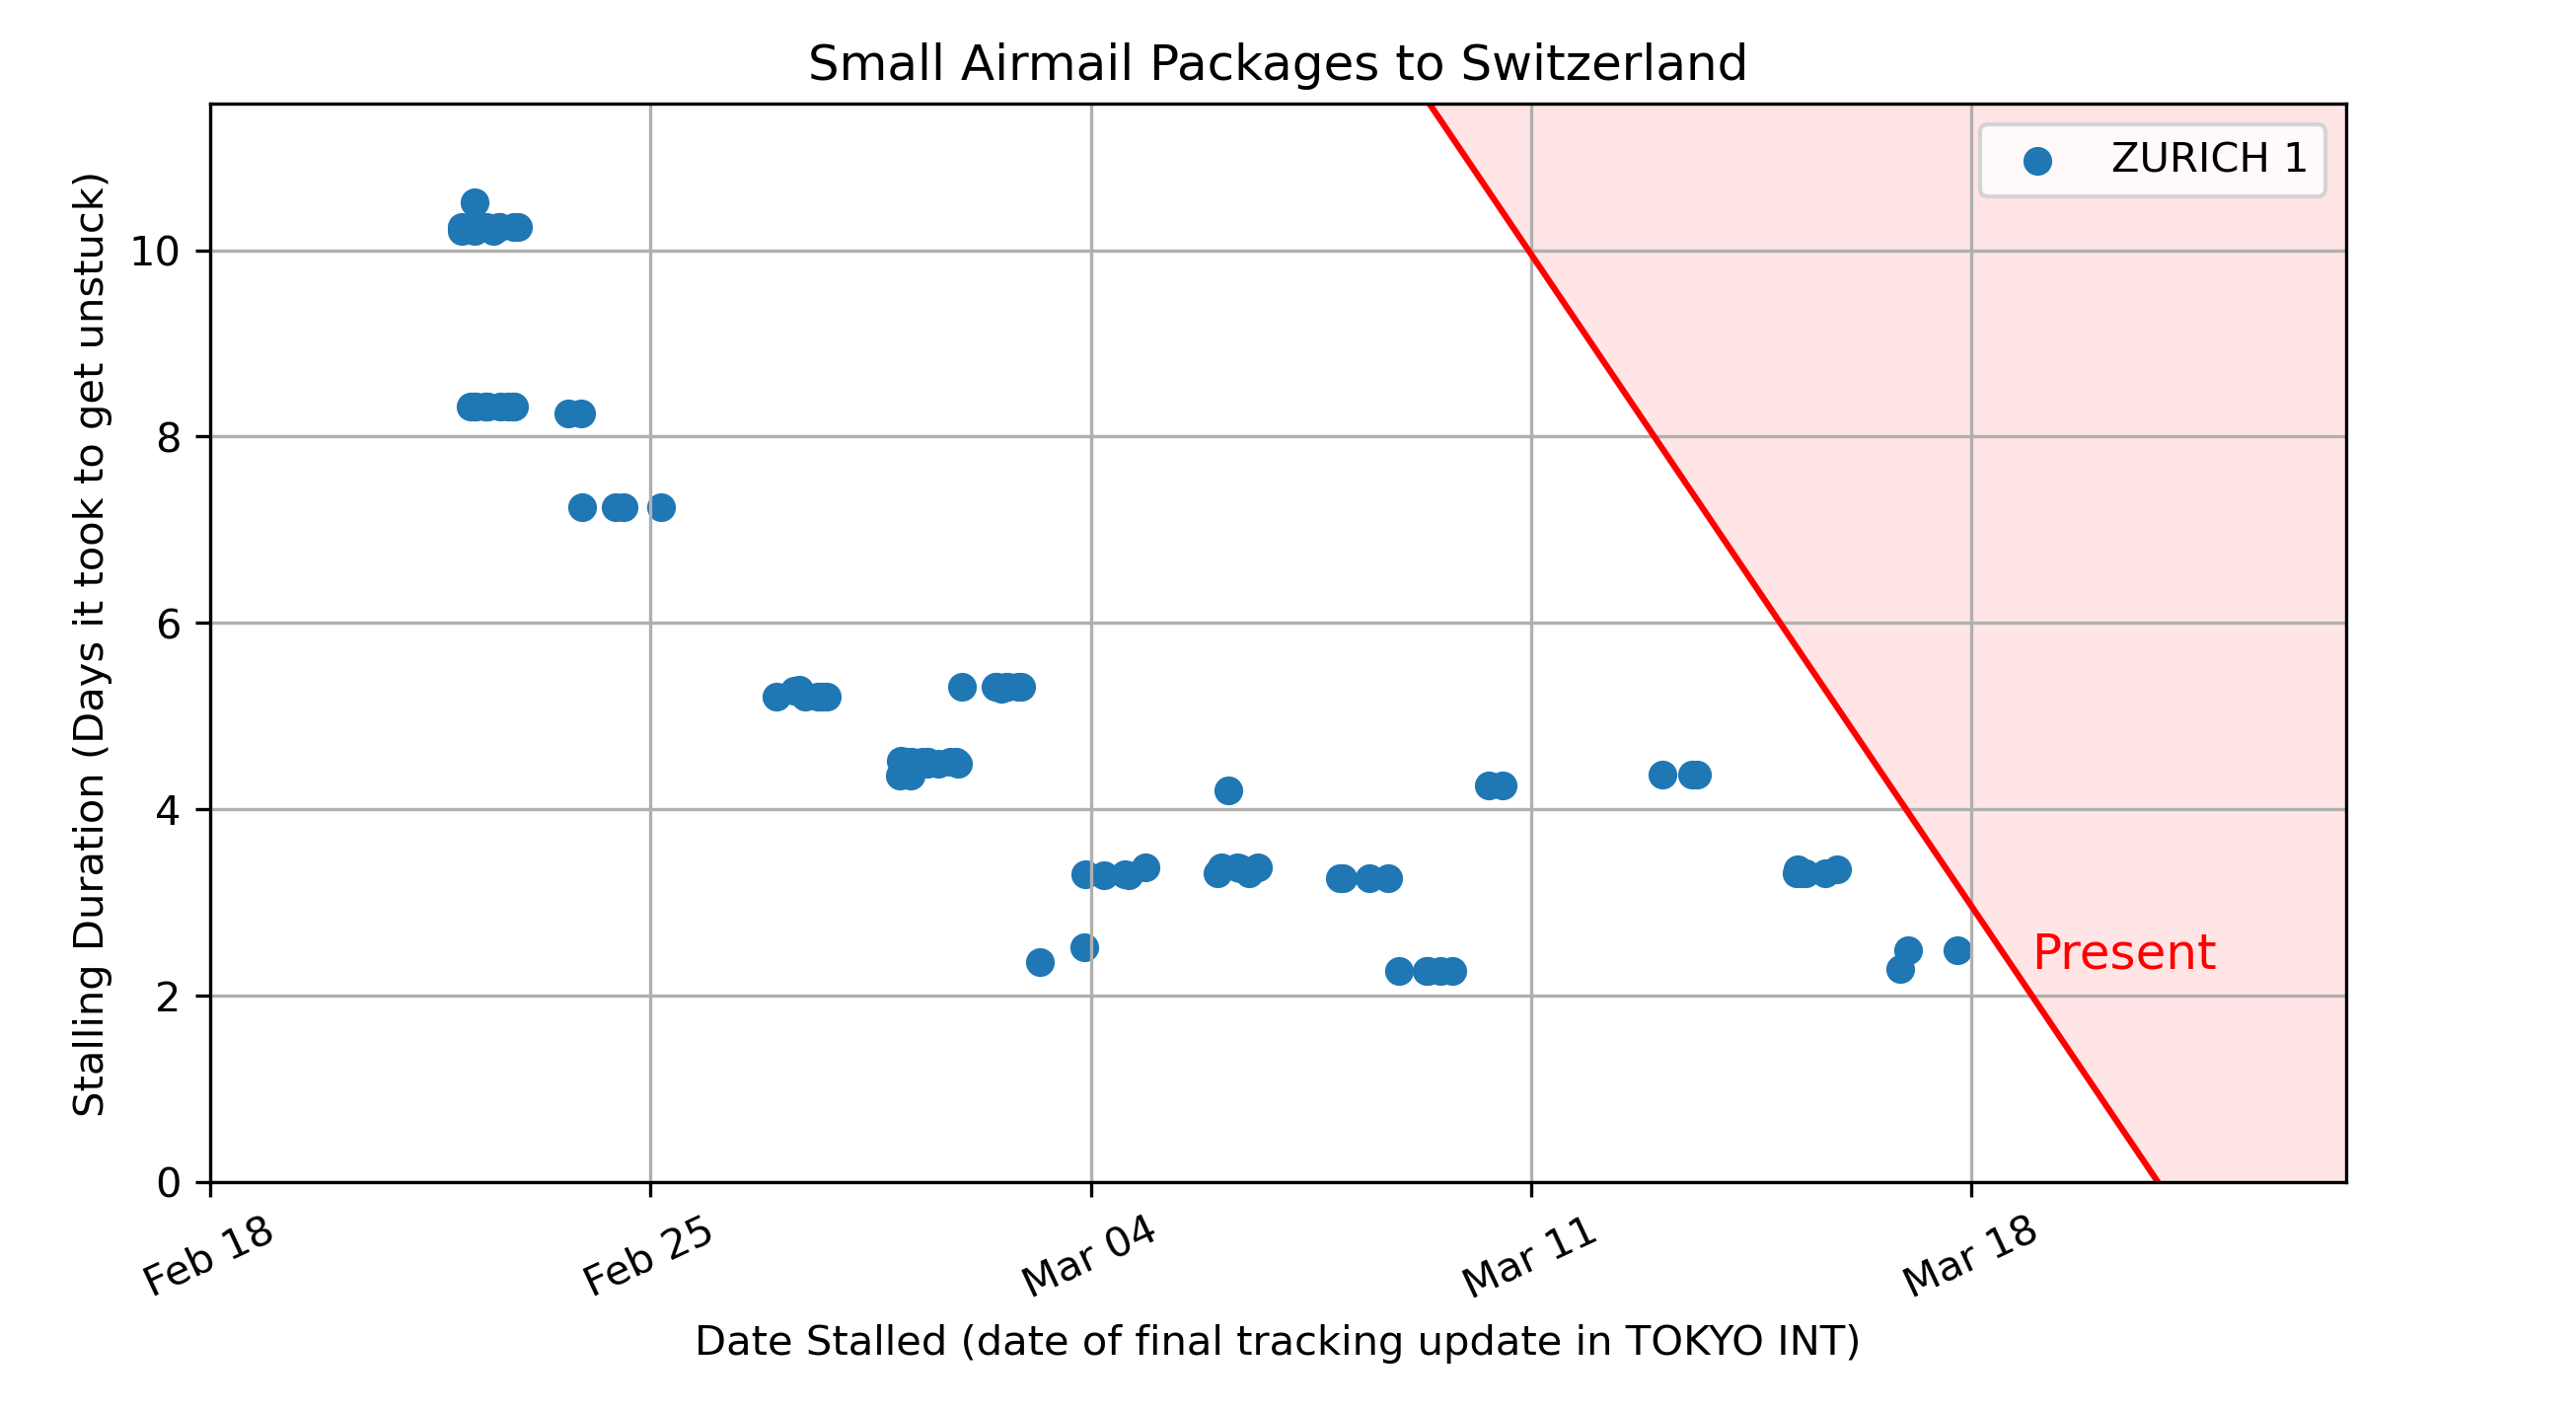 Small Airmail Packages to Switzerland
ZURICH 1
Stalling Duration (Days it took to get unstuck)
10
8
6
4
2
0
Present
Feb 18
Feb 25
Mar 04
Mar 11
Mar 18
Date Stalled (date of final tracking update in TOKYO INT)